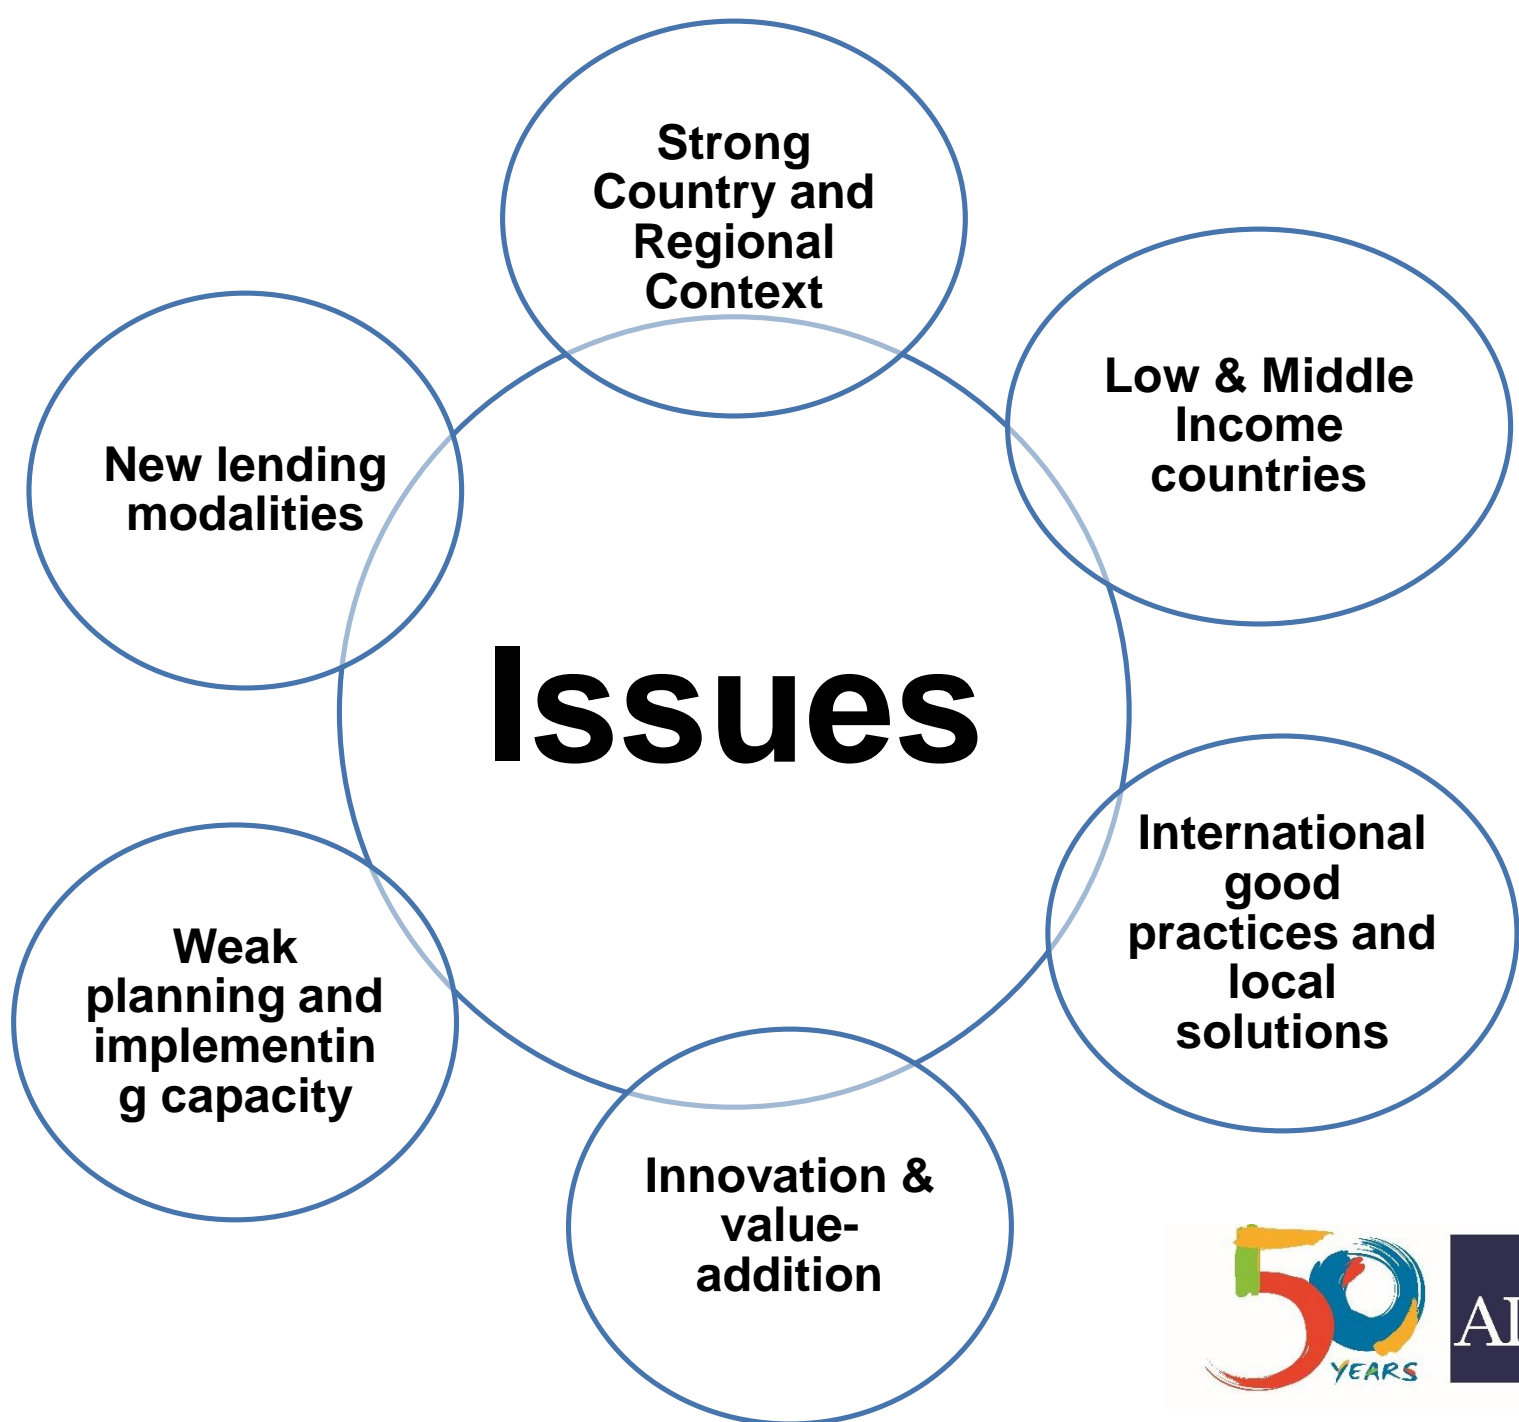 Strong
Country and
Regional
Context
Low & Middle
Income
countries
New lending
modalities
Issues
International
good
practices and
local
solutions
Weak
planning and
implementin
g capacity
Innovation &
value-
addition
50
YEARS